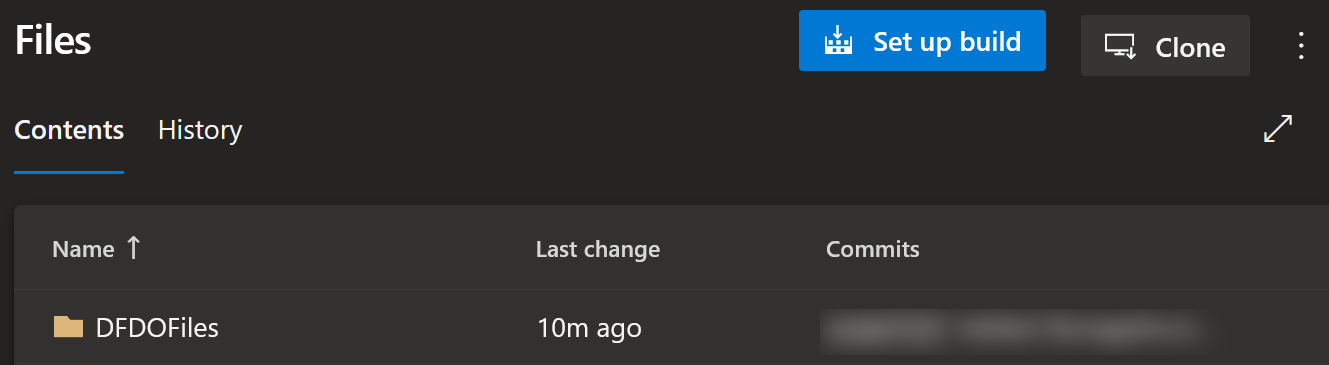 Files
Set up build
Clone
Contents
History
Name ↑
Last change
Commits
DFDOFiles
10m ago